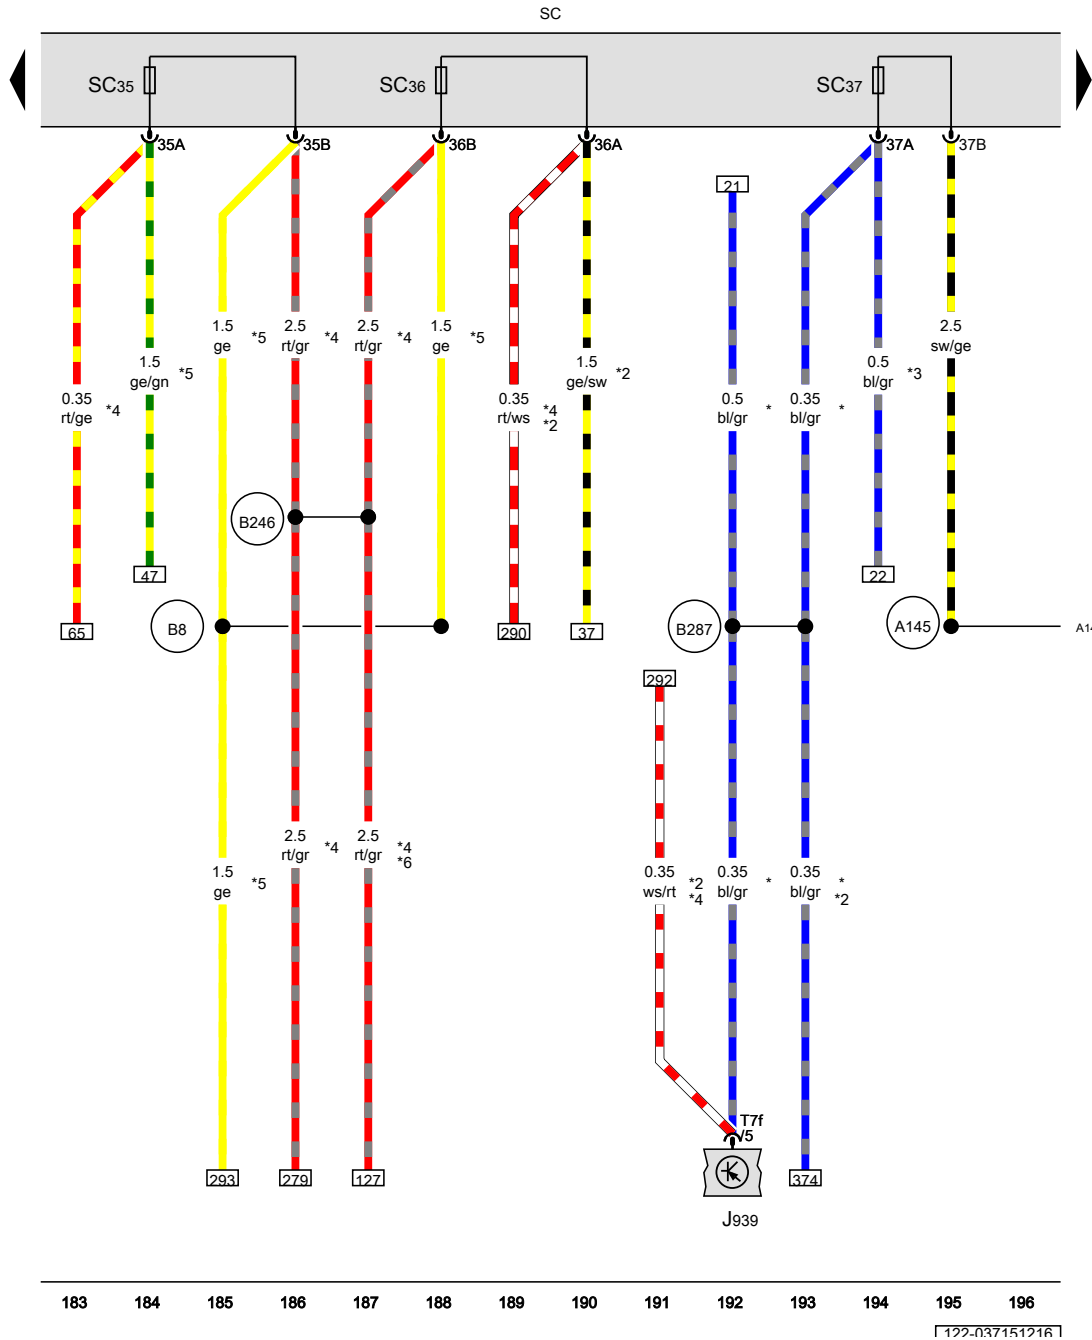 SC
SC35 SC36 SC37
35A 35B 36B 36A 37A 37B
21
1.5 ge *5
2.5 rt/gr *4
2.5 rt/gr *4
1.5 ge *5
2.5 sw/ge
1.5 ge/gn *5
1.5 ge/sw *2
0.5 bl/gr *3
0.35 rt/ge *4
0.35 rt/ws *4 *2
0.5 bl/gr *
0.35 bl/gr *
B246
47 22
65 B8 290 37 B287 A145 A14
292
2.5 rt/gr *4
2.5 rt/gr *4 *6
1.5 ge *5
0.35 ws/rt *2 *4
0.35 bl/gr *
0.35 bl/gr * *2
T7f
/5
293 279 127 374
J939
183 184 185 186 187 188 189 190 191 192 193 194 195 196
122-037151216